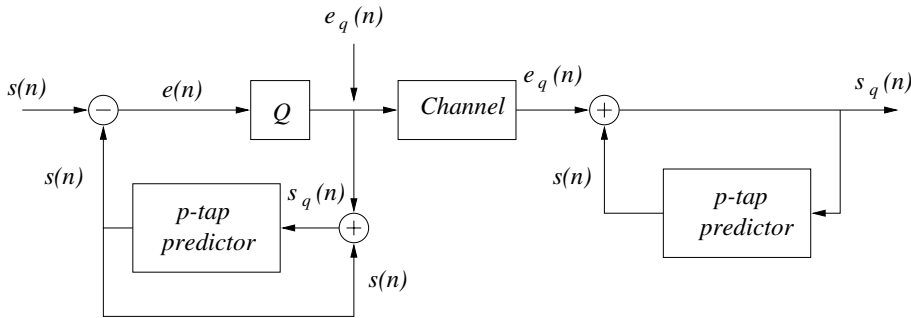 e_q(n)
s(n)
e(n)
Q
Channel
e_q(n)
s_q(n)
−
+
s(n)
p-tap
predictor
s_q(n)
+
s(n)
s(n)
p-tap
predictor